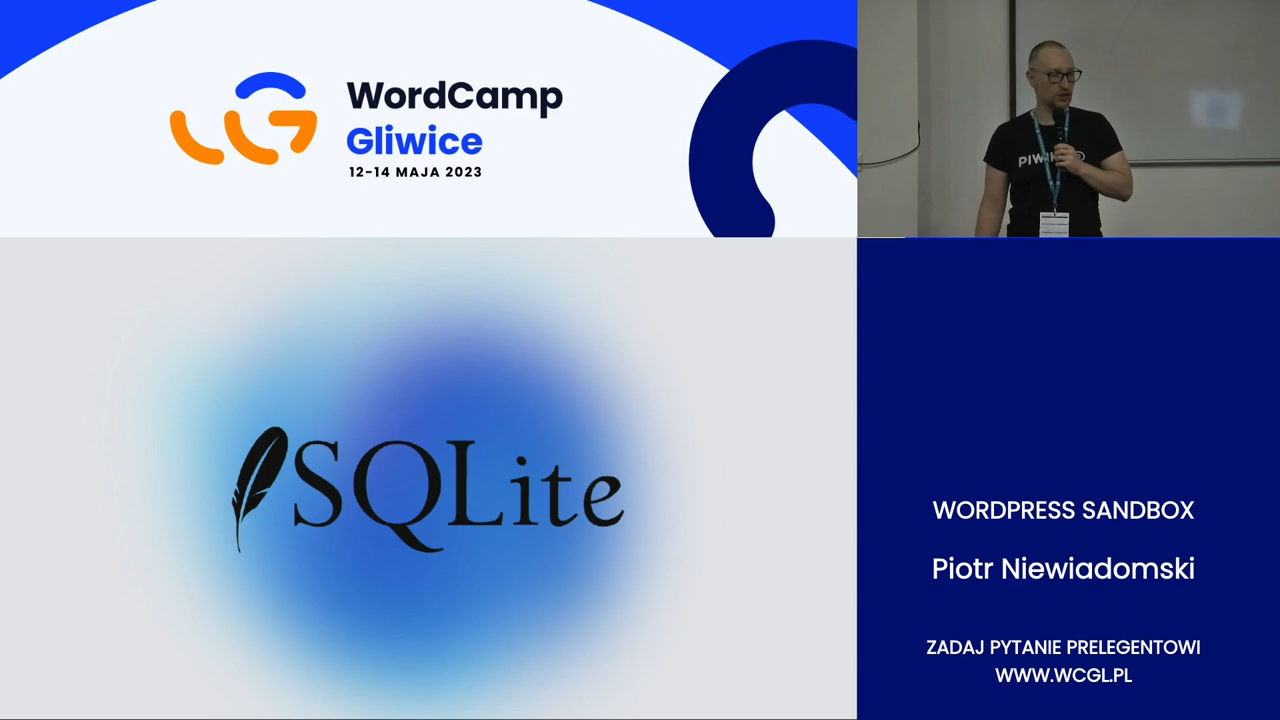 WordCamp
Gliwice
12-14 MAJA 2023
SQLite
WORDPRESS SANDBOX
Piotr Niewiadomski
ZADAJ PYTANIE PRELEGENTOWI
WWW.WCGL.PL